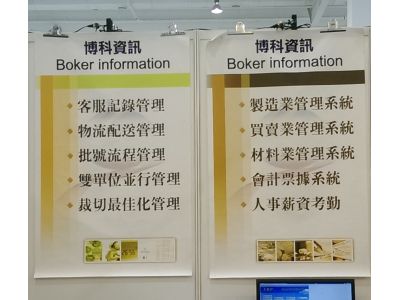 博科資訊
Boker information
客服記錄管理
物流配送管理
批號流程管理
雙單位並行管理
裁切最佳化管理
博科資訊
Boker information
製造業管理系統
買賣業管理系統
材料業管理系統
會計票據系統
人事薪資考勤